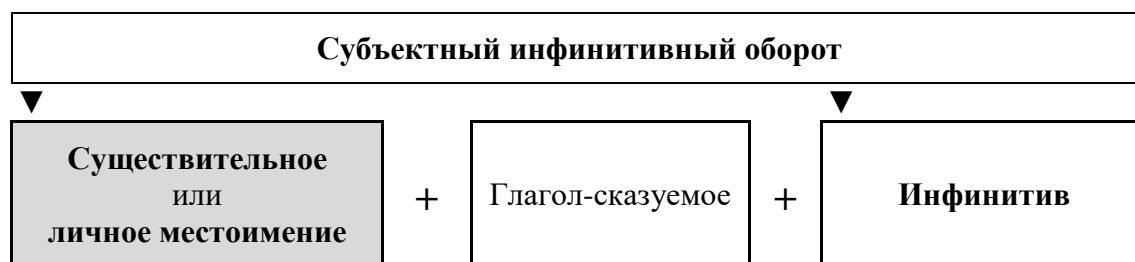 Субъектный инфинитивный оборот
▼ ▼
Существительное
или
личное местоимение
+
Глагол-сказуемое
+
Инфинитив